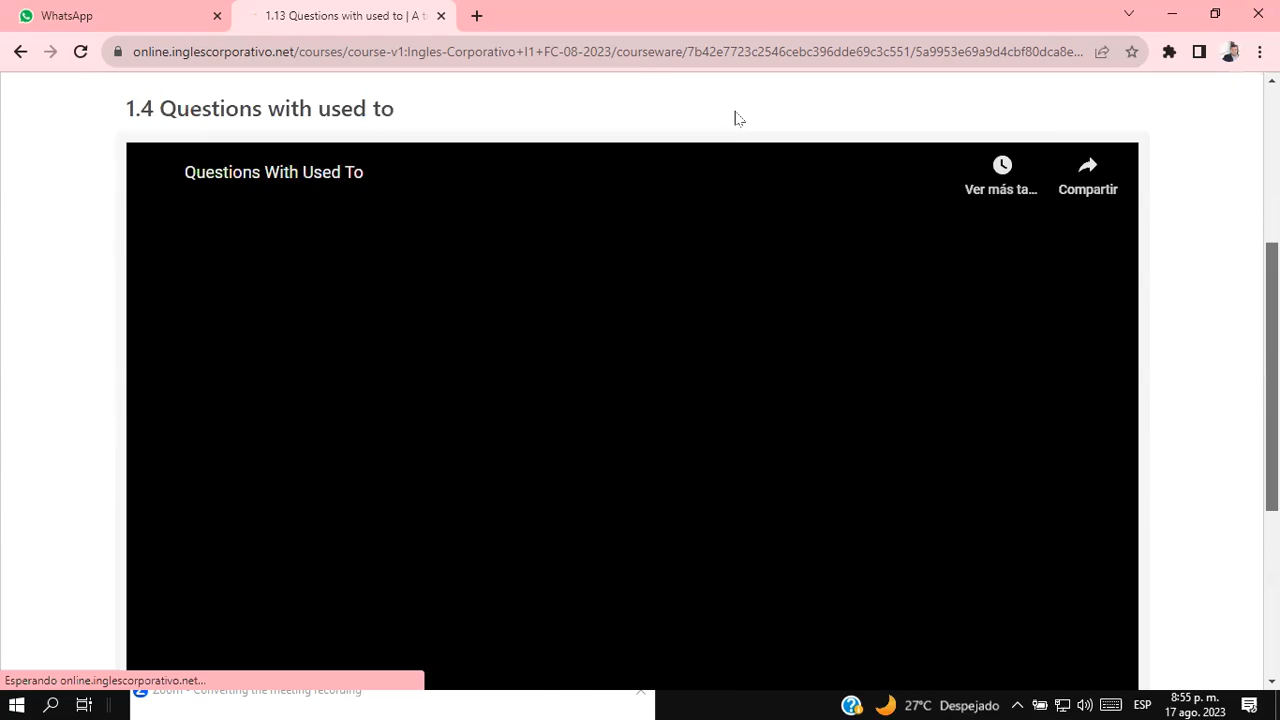 WhatsApp
1.13 Questions with used to | A t
online.inglescorporativo.net/courses/course-v1:Ingles-Corporativo+I1+FC-08-2023/courseware/7b42e7723c2546cebc396dde69c3c551/5a9953e69a9d4cbf80dca8e...
1.4 Questions with used to
Questions With Used To
Ver más ta...
Compartir
Esperando online.inglescorporativo.net...
Zoom - Converting the meeting recording
27°C Despejado
ESP
8:55 p. m.
17 ago. 2023